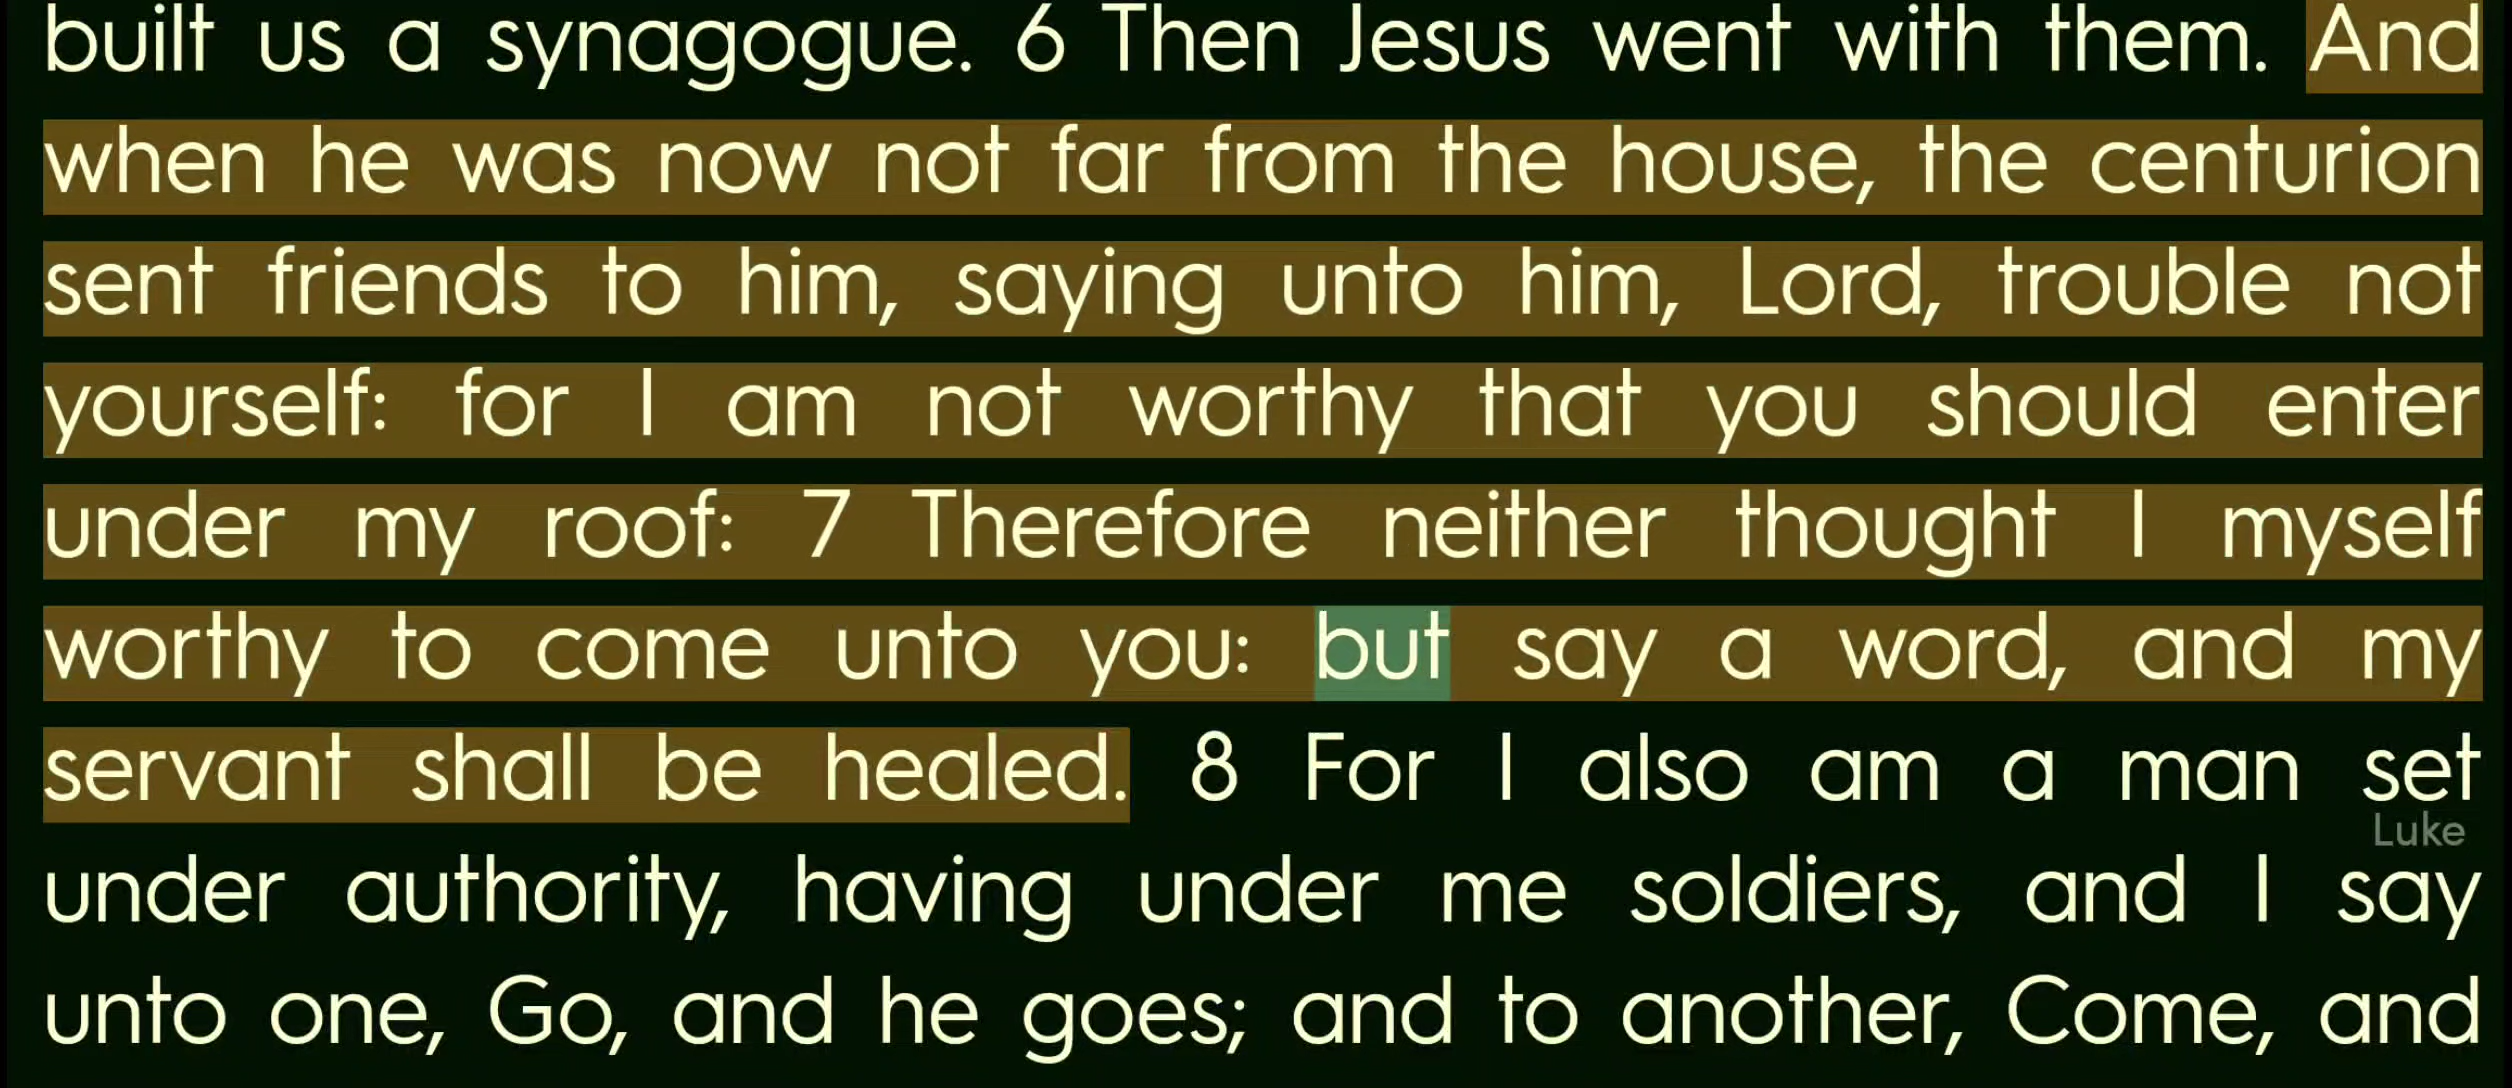 built us a synagogue. 6 Then Jesus went with them. And
when he was now not far from the house, the centurion
sent friends to him, saying unto him, Lord, trouble not
yourself: for I am not worthy that you should enter
under my roof: 7 Therefore neither thought I myself
worthy to come unto you: but say a word, and my
servant shall be healed. 8 For I also am a man set
Luke
under authority, having under me soldiers, and I say
unto one, Go, and he goes; and to another, Come, and